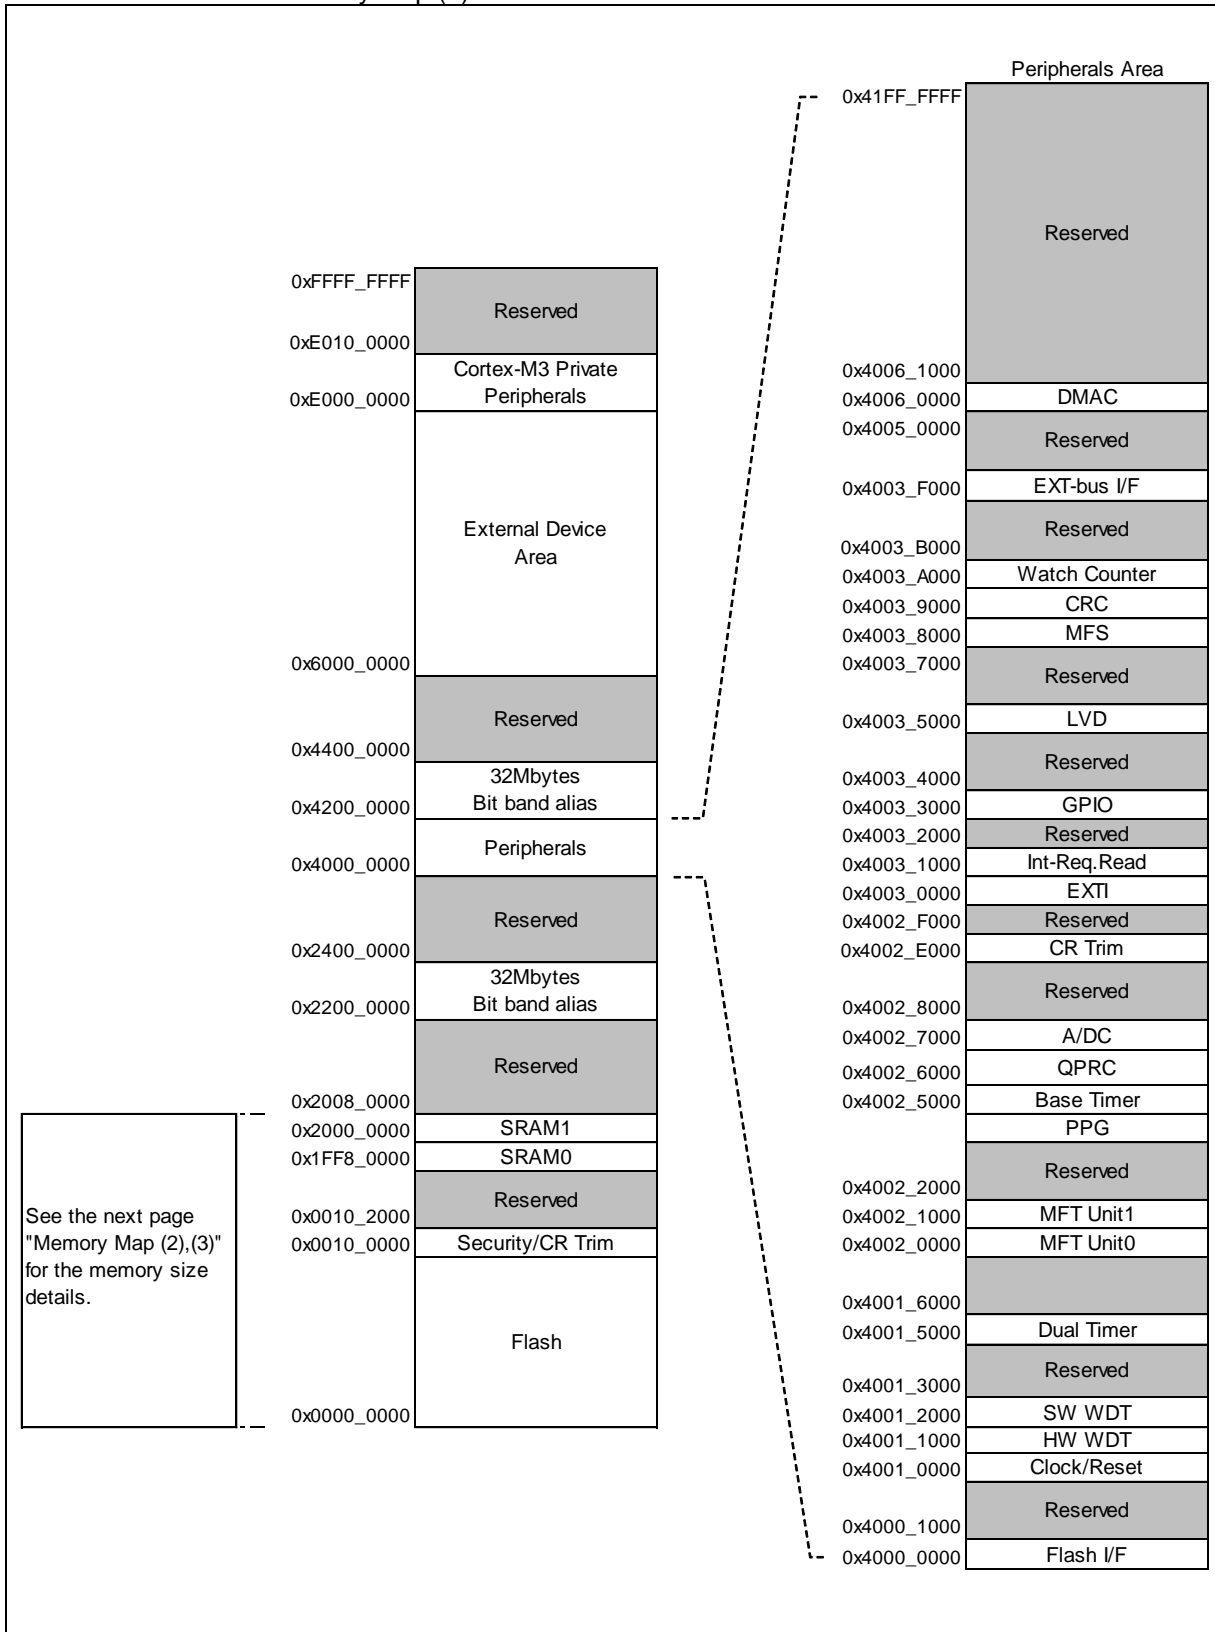 Peripherals Area
0x41FF_FFFF
Reserved
0x4006_1000
DMAC
0x4006_0000
0x4005_0000
Reserved
EXT-bus I/F
0x4003_F000
Reserved
0x4003_B000
Watch Counter
0x4003_A000
CRC
0x4003_9000
MFS
0x4003_8000
0x4003_7000
Reserved
LVD
0x4003_5000
Reserved
0x4003_4000
GPIO
0x4003_3000
Reserved
0x4003_2000
Int-Req.Read
0x4003_1000
EXTI
0x4003_0000
Reserved
0x4002_F000
CR Trim
0x4002_E000
Reserved
0x4002_8000
A/DC
0x4002_7000
QPRC
0x4002_6000
Base Timer
0x4002_5000
PPG
Reserved
0x4002_2000
MFT Unit1
0x4002_1000
MFT Unit0
0x4002_0000
0x4001_6000
Dual Timer
0x4001_5000
Reserved
0x4001_3000
SW WDT
0x4001_2000
HW WDT
0x4001_1000
Clock/Reset
0x4001_0000
Reserved
0x4000_1000
Flash I/F
0x4000_0000
0xFFFF_FFFF
Reserved
0xE010_0000
Cortex-M3 Private
Peripherals
0xE000_0000
External Device
Area
0x6000_0000
Reserved
0x4400_0000
32Mbytes
Bit band alias
0x4200_0000
Peripherals
0x4000_0000
Reserved
0x2400_0000
32Mbytes
Bit band alias
0x2200_0000
Reserved
0x2008_0000
SRAM1
0x2000_0000
SRAM0
0x1FF8_0000
Reserved
0x0010_2000
Security/CR Trim
0x0010_0000
Flash
0x0000_0000
See the next page
"Memory Map (2),(3)"
for the memory size
details.